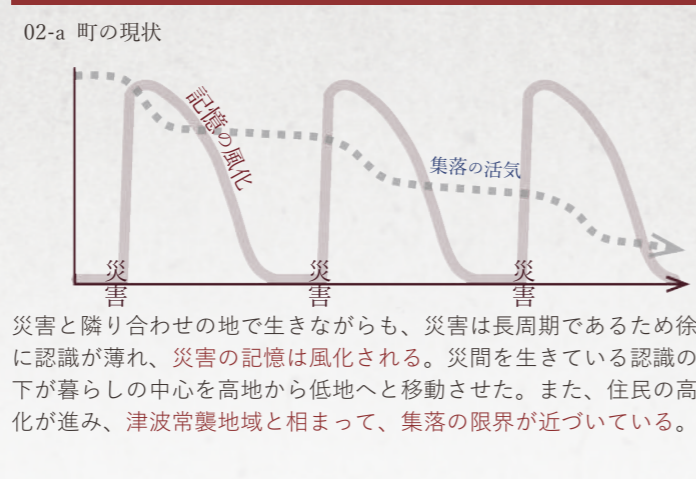 02-a 町の現状
記憶の風化
集落の活気
災害
災害
災害
災害と隣り合わせの地で生きながらも、災害は長周期であるため徐
に認識が薄れ、災害の記憶は風化される。災間を生きている認識の
下が暮らしの中心を高地から低地へと移動させた。また、住民の高
化が進み、津波常襲地域と相まって、集落の限界が近づいている。